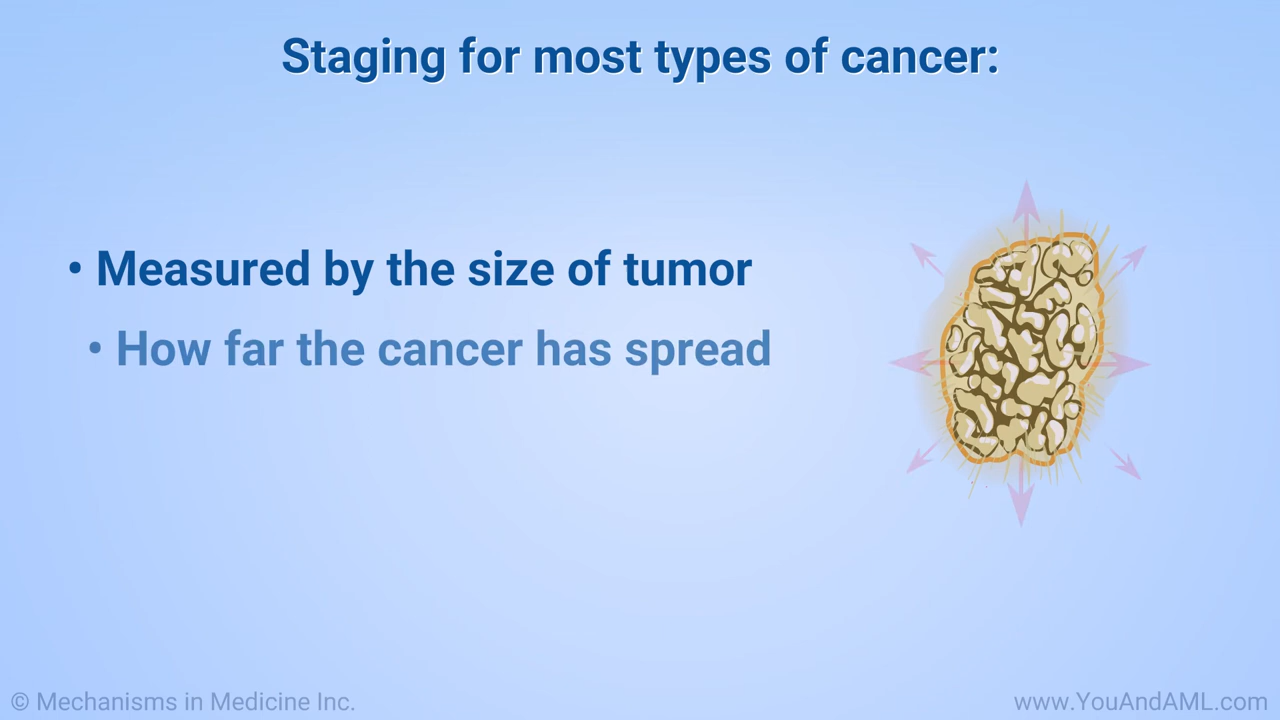 Staging for most types of cancer:
• Measured by the size of tumor
• How far the cancer has spread
© Mechanisms in Medicine Inc.
www.YouAndAML.com